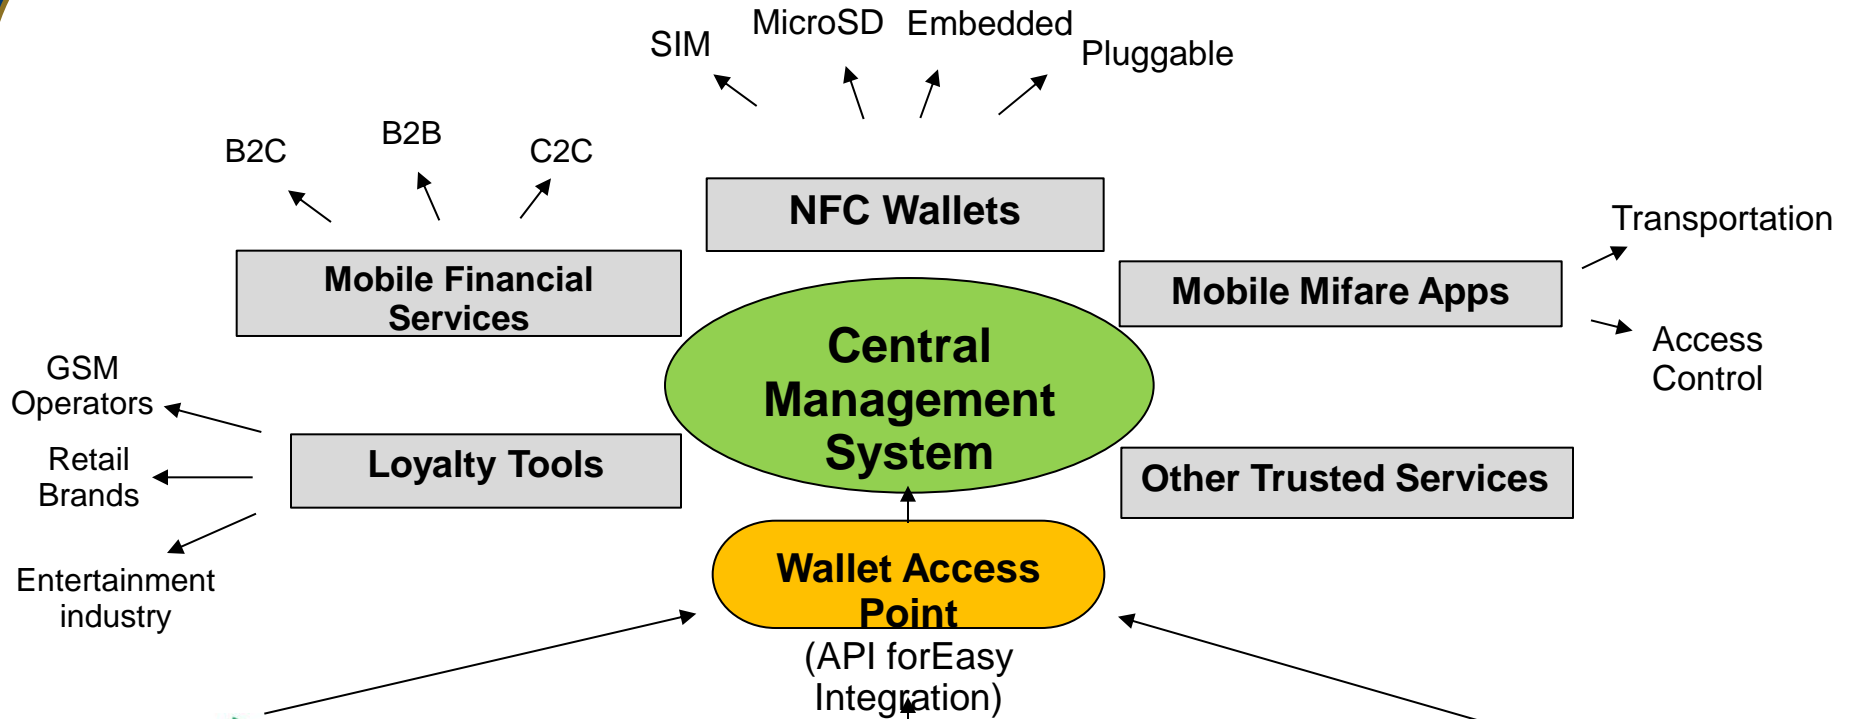 MicroSD
Embedded
SIM
Pluggable
B2C
B2B
C2C
NFC Wallets
Transportation
Mobile Financial
Services
Mobile Mifare Apps
Central
Management
System
Access
Control
GSM
Operators
Retail
Brands
Loyalty Tools
Other Trusted Services
Entertainment
industry
Wallet Access
Point
(API forEasy
Integration)